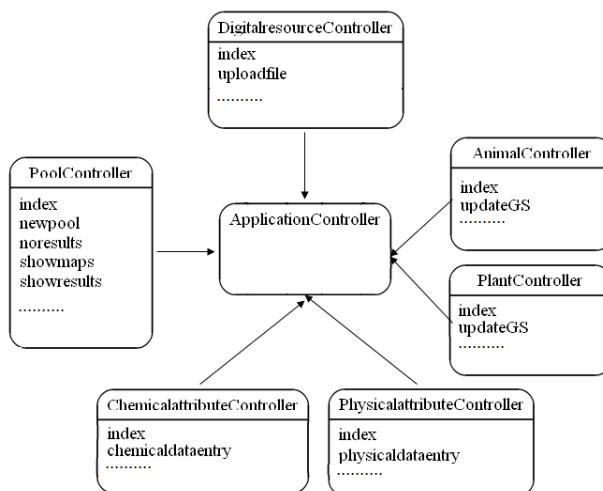 DigitalresourceController
index
uploadfile
..........
PoolController
index
newpool
noresults
showmaps
showresults
..........
ApplicationController
AnimalController
index
updateGS
..........
PlantController
index
updateGS
..........
ChemicalattributeController
index
chemicaldataentry
..........
PhysicalattributeController
index
physicaldataentry
..........